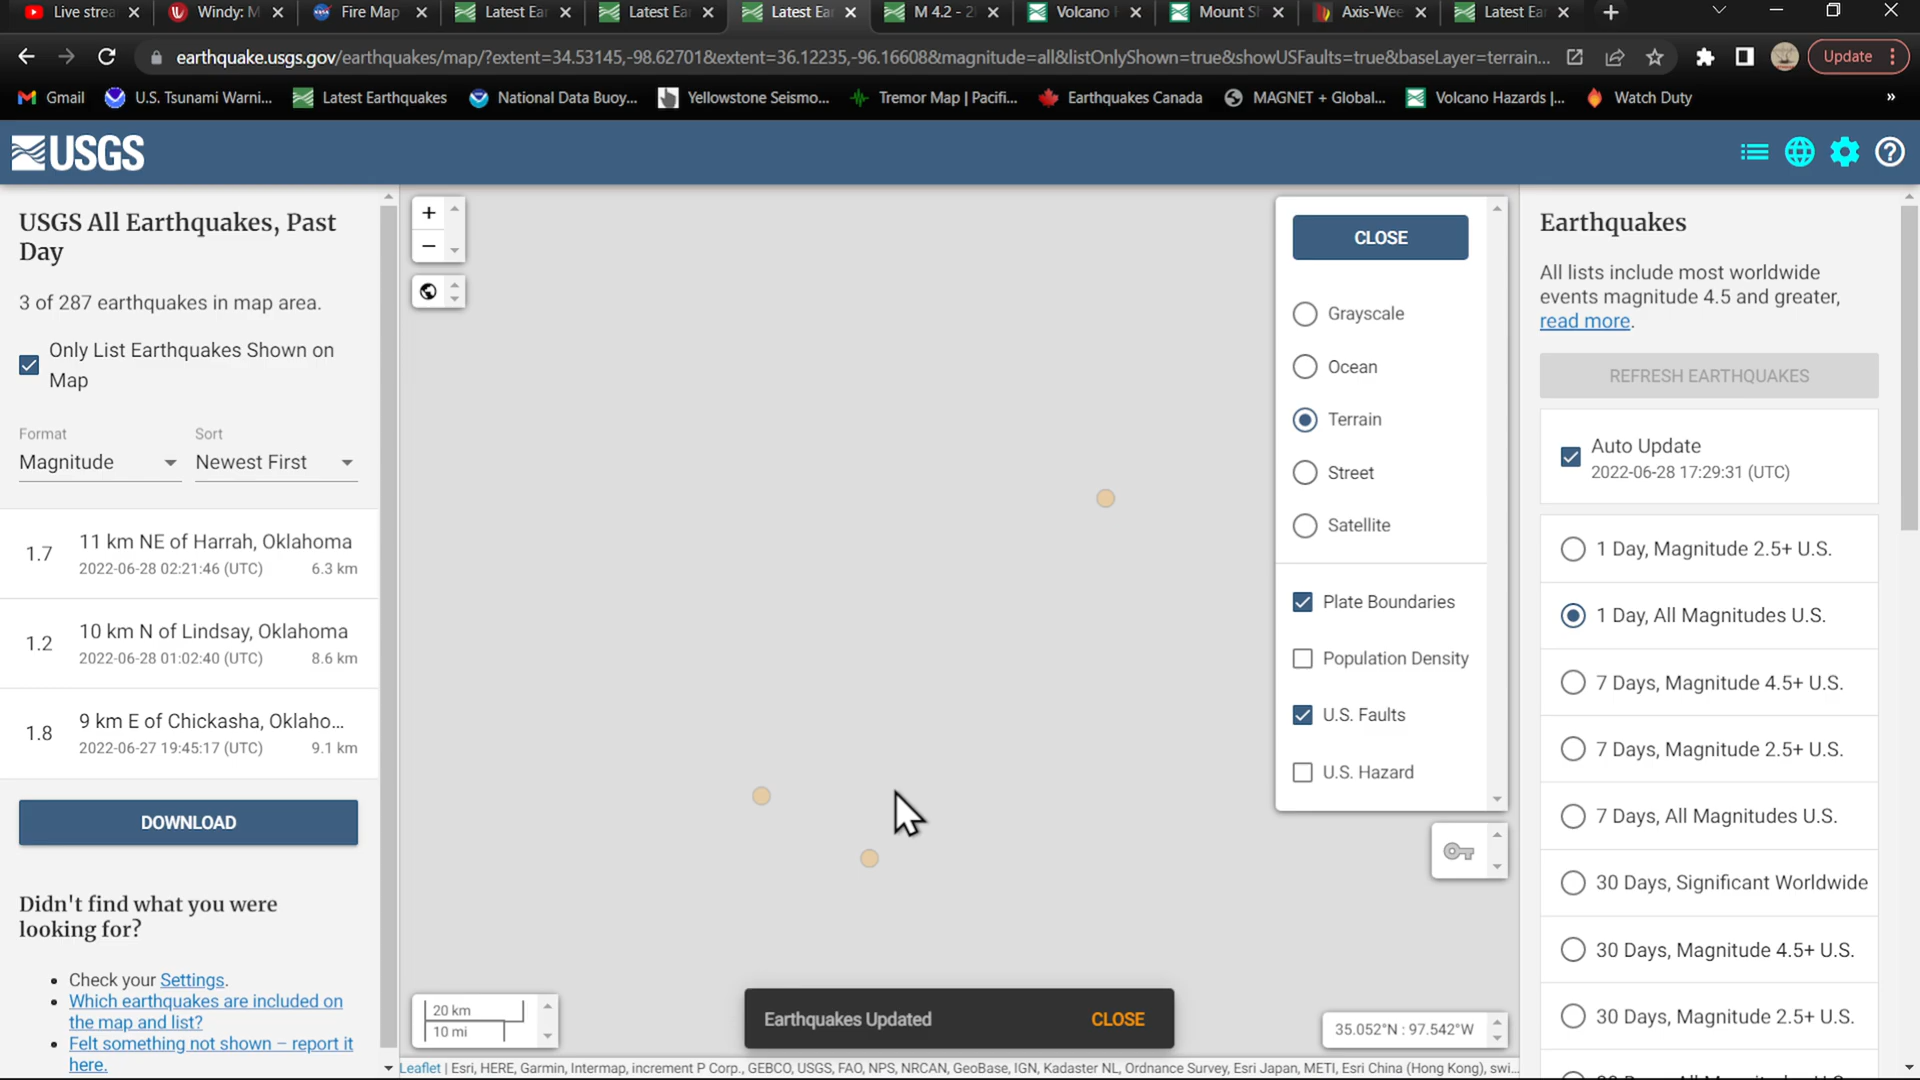 Live strea
Windy: M
Fire Map
Latest Ea
Latest Ea
Latest Ea
M 4.2 - 2
Volcano
Mount S
Axis-Wee
Latest Ea
earthquake.usgs.gov/earthquakes/map/?extent=34.53145,-98.62701&extent=36.12235,-96.16608&magnitude=all&listOnlyShown=true&showUSFaults=true&baseLayer=terrain...
Update
Gmail
U.S. Tsunami Warni...
Latest Earthquakes
National Data Buoy...
Yellowstone Seismo...
Tremor Map | Pacifi...
Earthquakes Canada
MAGNET + Global...
Volcano Hazards |...
Watch Duty
»
USGS
USGS All Earthquakes, Past
Day
3 of 287 earthquakes in map area.
Only List Earthquakes Shown on
Map
Format
Sort
Magnitude
Newest First
1.7
11 km NE of Harrah, Oklahoma
2022-06-28 02:21:46 (UTC)
6.3 km
1.2
10 km N of Lindsay, Oklahoma
2022-06-28 01:02:40 (UTC)
8.6 km
1.8
9 km E of Chickasha, Oklaho...
2022-06-27 19:45:17 (UTC)
9.1 km
DOWNLOAD
Didn't find what you were
looking for?
• Check your Settings.
• Which earthquakes are included on
the map and list?
• Felt something not shown – report it
here.
+
−
20 km
10 mi
Earthquakes Updated
CLOSE
35.052°N : 97.542°W
Leaflet | Esri, HERE, Garmin, Intermap, increment P Corp., GEBCO, USGS, FAO, NPS, NRCAN, GeoBase, IGN, Kadaster NL, Ordnance Survey, Esri Japan, METI, Esri China (Hong Kong), swi...
CLOSE
Grayscale
Ocean
Terrain
Street
Satellite
Plate Boundaries
Population Density
U.S. Faults
U.S. Hazard
Earthquakes
All lists include most worldwide
events magnitude 4.5 and greater,
read more.
REFRESH EARTHQUAKES
Auto Update
2022-06-28 17:29:31 (UTC)
1 Day, Magnitude 2.5+ U.S.
1 Day, All Magnitudes U.S.
7 Days, Magnitude 4.5+ U.S.
7 Days, Magnitude 2.5+ U.S.
7 Days, All Magnitudes U.S.
30 Days, Significant Worldwide
30 Days, Magnitude 4.5+ U.S.
30 Days, Magnitude 2.5+ U.S.